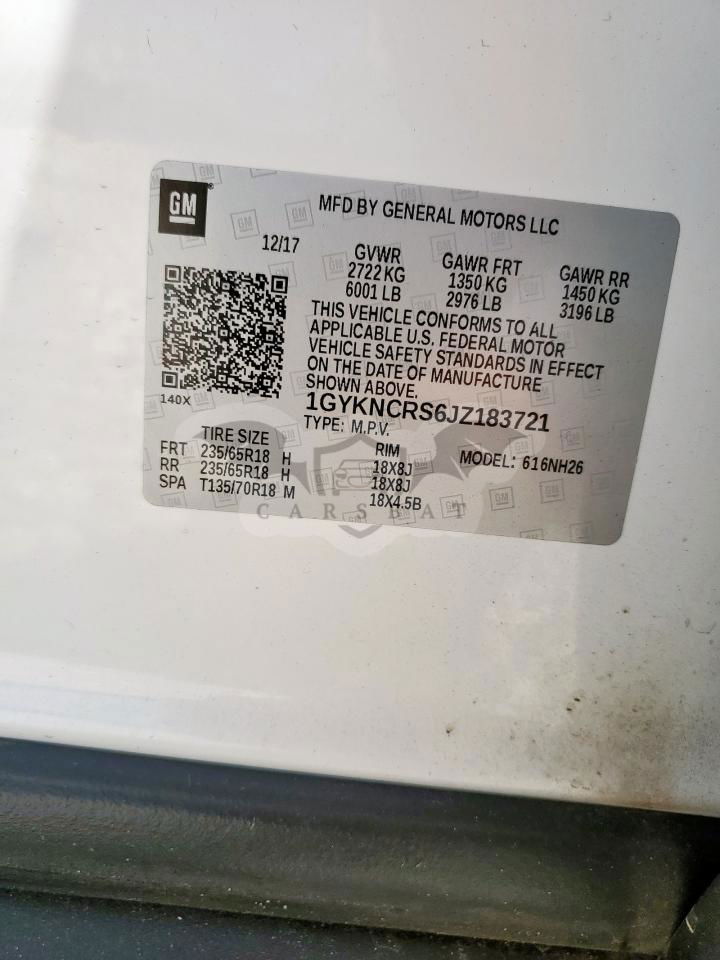 GM
MFD BY GENERAL MOTORS LLC
12/17
GVWR GAWR FRT GAWR RR
2722 KG 1350 KG 1450 KG
6001 LB 2976 LB 3196 LB
THIS VEHICLE CONFORMS TO ALL
APPLICABLE U.S. FEDERAL MOTOR
VEHICLE SAFETY STANDARDS IN EFFECT
ON THE DATE OF MANUFACTURE
SHOWN ABOVE.
140X
1GYKNCRS6JZ183721
TYPE: M.P.V.
TIRE SIZE RIM MODEL: 616NH26
FRT 235/65R18 H 18X8J
RR 235/65R18 H 18X8J
SPA T135/70R18 M 18X4.5B
CARSBAT